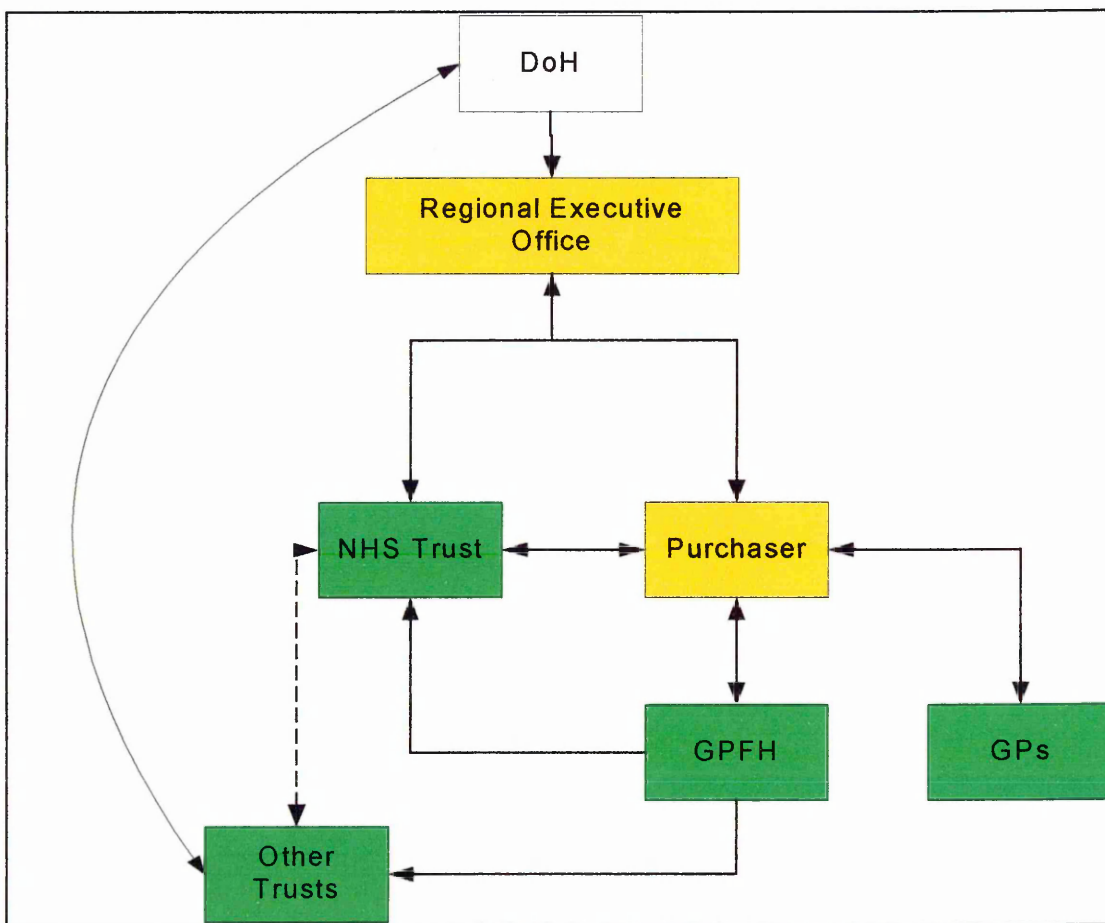 DoH
Regional Executive
Office
NHS Trust
Purchaser
GPFH
GPs
Other
Trusts